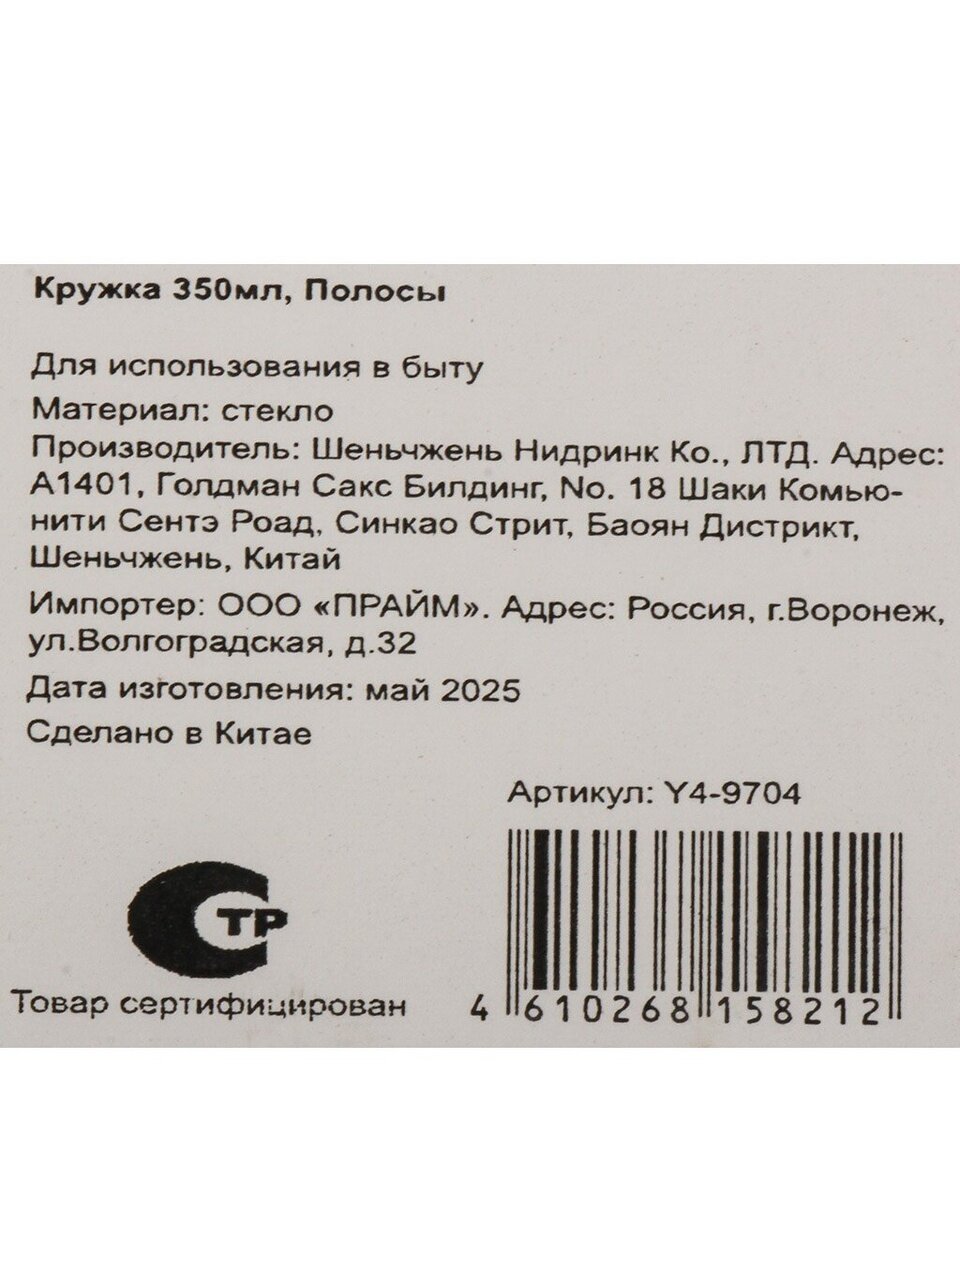 Кружка 350мл, Полосы
Для использования в быту
Материал: стекло
Производитель: Шеньчжень Нидринк Ко., ЛТД. Адрес:
А1401, Голдман Сакс Билдинг, No. 18 Шаки Комью-
нити Сентэ Роад, Синкао Стрит, Баоян Дистрикт,
Шеньчжень, Китай
Импортер: ООО «ПРАЙМ». Адрес: Россия, г.Воронеж,
ул.Волгоградская, д.32
Дата изготовления: май 2025
Сделано в Китае
Артикул: Y4-9704
СТР
Товар сертифицирован
4 610268 158212